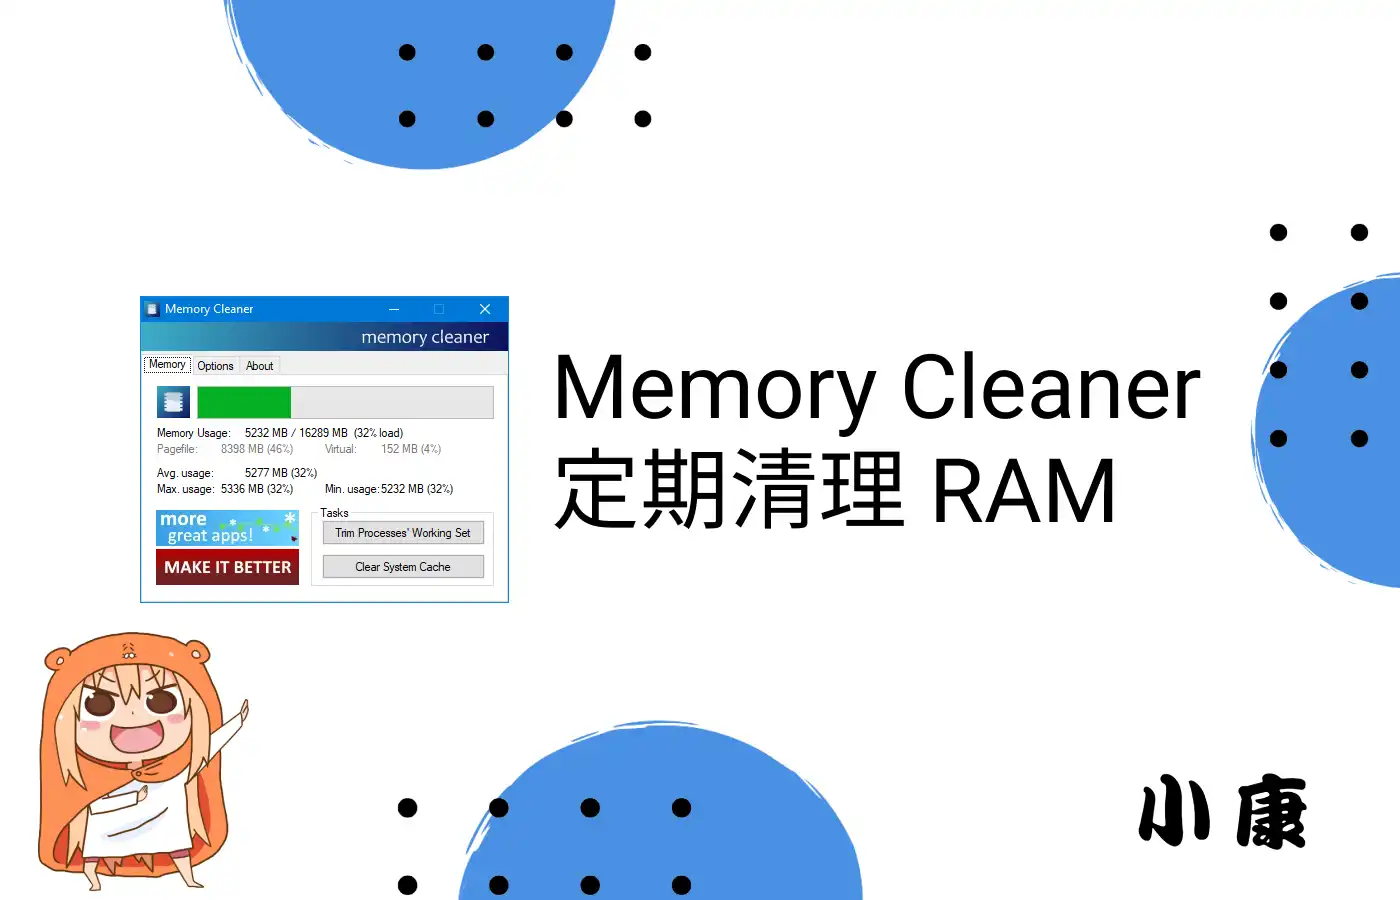 Memory Cleaner
memory cleaner
Memory Options About
Memory Usage: 5232 MB / 16289 MB (32% load)
Pagefile: 8398 MB (46%) Virtual: 152 MB (4%)
Avg. usage: 5277 MB (32%)
Max. usage: 5336 MB (32%) Min. usage: 5232 MB (32%)
more
great apps!
MAKE IT BETTER
Tasks
Trim Processes' Working Set
Clear System Cache
Memory Cleaner
定期清理 RAM
小康